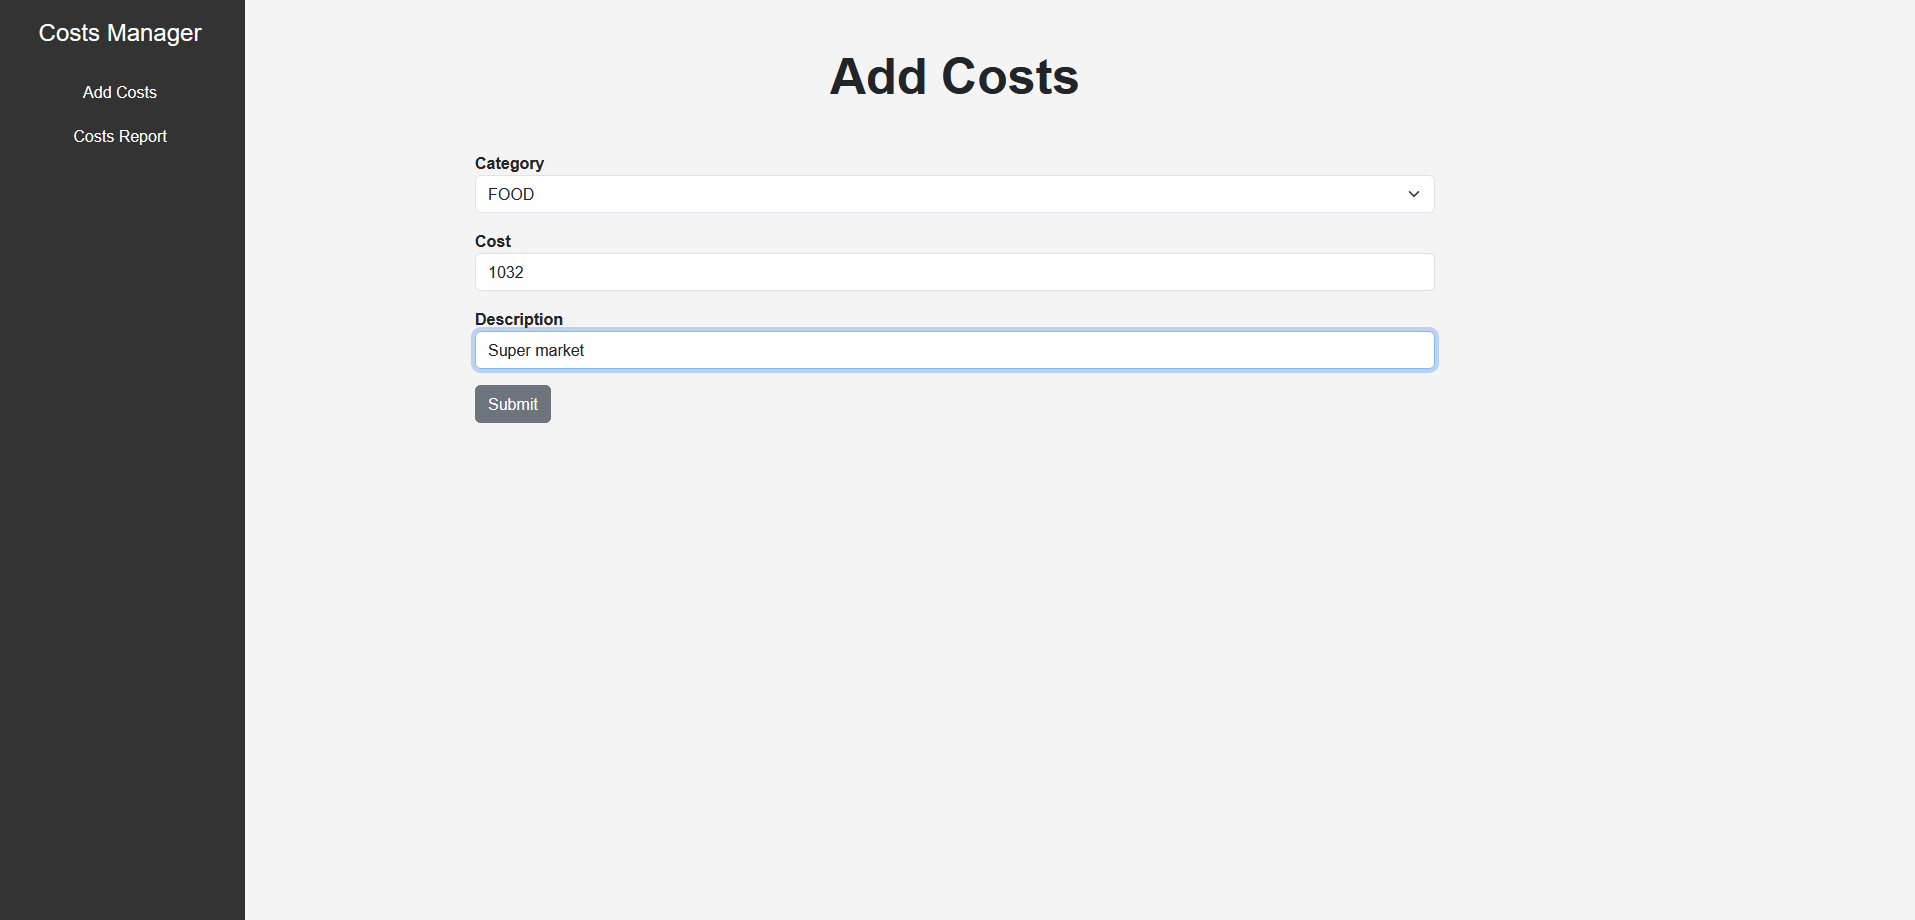 Costs Manager
Add Costs
Costs Report
Add Costs
Category
FOOD
Cost
1032
Description
Super market
Submit